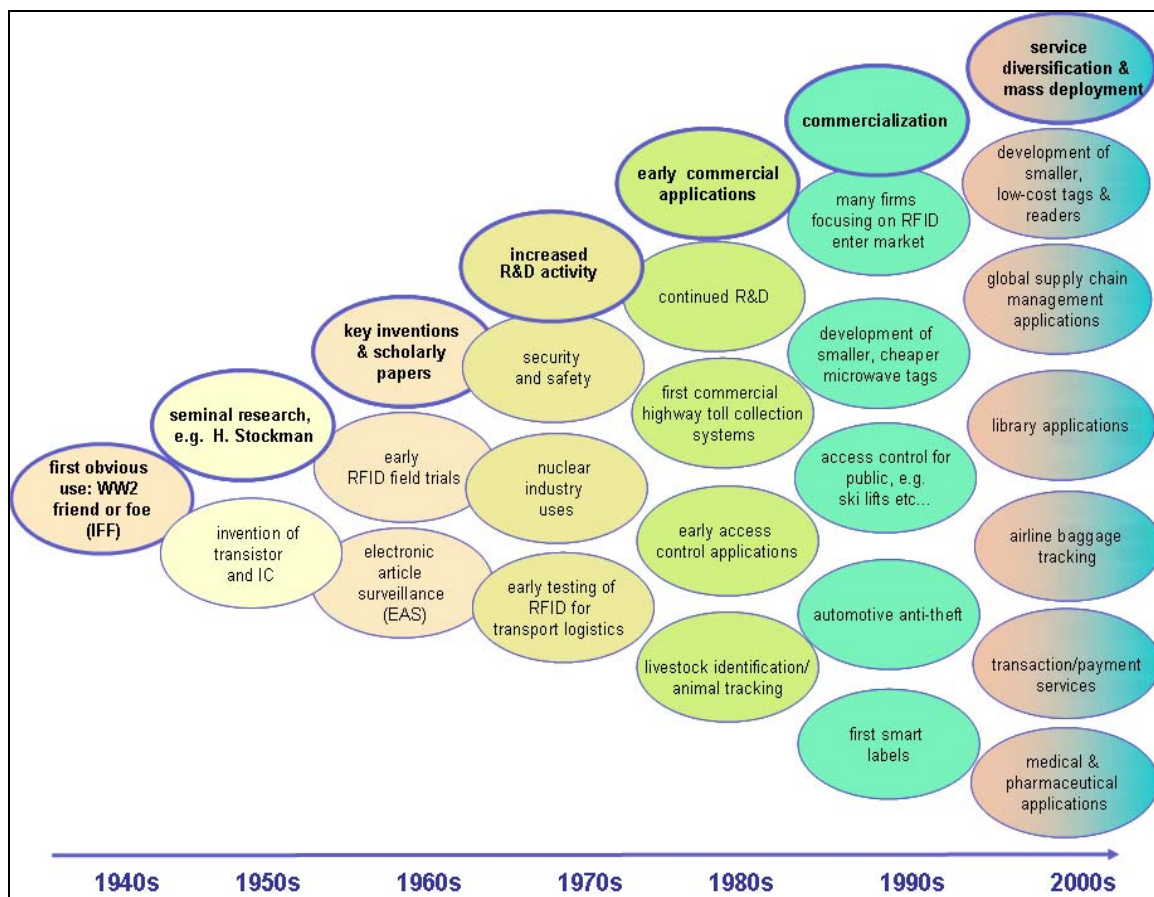 first obvious
use: WW2
friend or foe
(IFF)
seminal research,
e.g. H. Stockman
invention of
transistor
and IC
key inventions
& scholarly
papers
early
RFID field trials
electronic
article
surveillance
(EAS)
increased
R&D activity
security
and safety
nuclear
industry
uses
early testing of
RFID for
transport logistics
early commercial
applications
continued R&D
first commercial
highway toll collection
systems
early access
control applications
livestock identification/
animal tracking
commercialization
many firms
focusing on RFID
enter market
development of
smaller, cheaper
microwave tags
access control for
public, e.g.
ski lifts etc...
automotive anti-theft
first smart
labels
service
diversification &
mass deployment
development of
smaller,
low-cost tags &
readers
global supply chain
management
applications
library applications
airline baggage
tracking
transaction/payment
services
medical &
pharmaceutical
applications
1940s 1950s 1960s 1970s 1980s 1990s 2000s